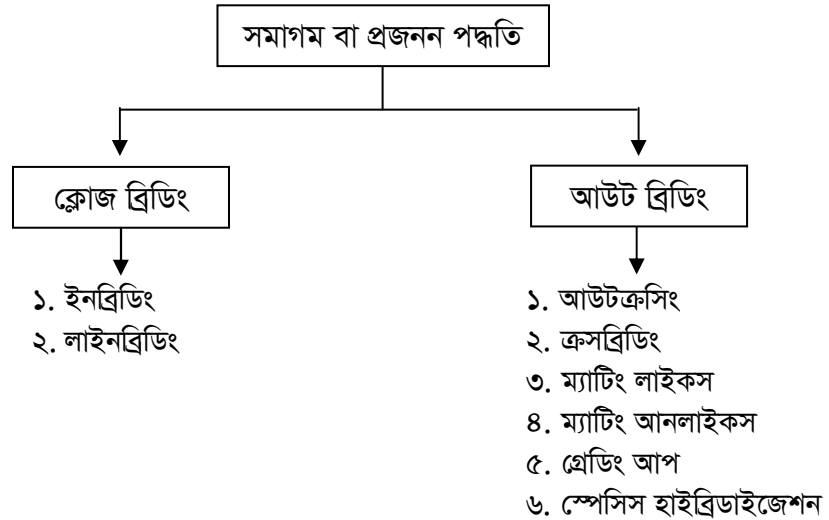 সমাগম বা প্রজনন পদ্ধতি
ক্লোজ ব্রিডিং
১. ইনব্রিডিং
২. লাইনব্রিডিং
আউট ব্রিডিং
১. আউটক্রসিং
২. ক্রসব্রিডিং
৩. ম্যাটিং লাইকস
৪. ম্যাটিং আনলাইকস
৫. গ্রেডিং আপ
৬. স্পেসিস হাইব্রিডাইজেশন